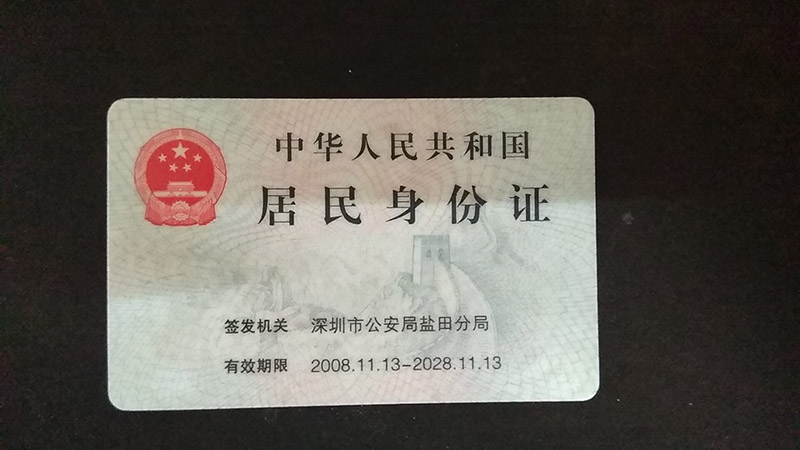 中华人民共和国
居民身份证
签发机关 深圳市公安局盐田分局
有效期限 2008.11.13-2028.11.13